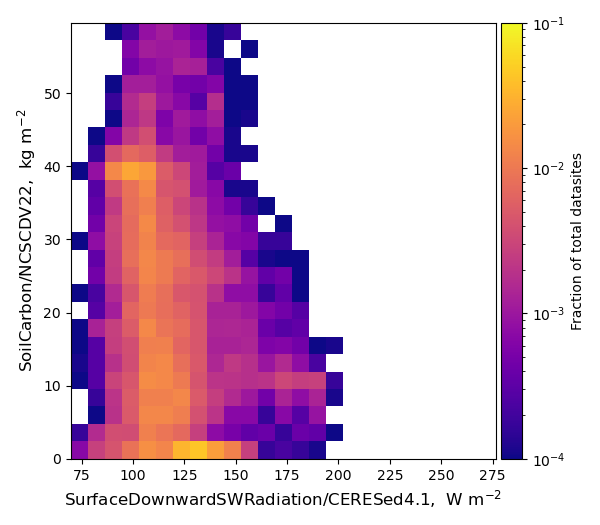 SoilCarbon/NCSCDV22, kg m⁻²
50
40
30
20
10
0
75 100 125 150 175 200 225 250 275
SurfaceDownwardSWRadiation/CERESed4.1, W m⁻²
10⁻¹
10⁻²
10⁻³
10⁻⁴
Fraction of total datasites